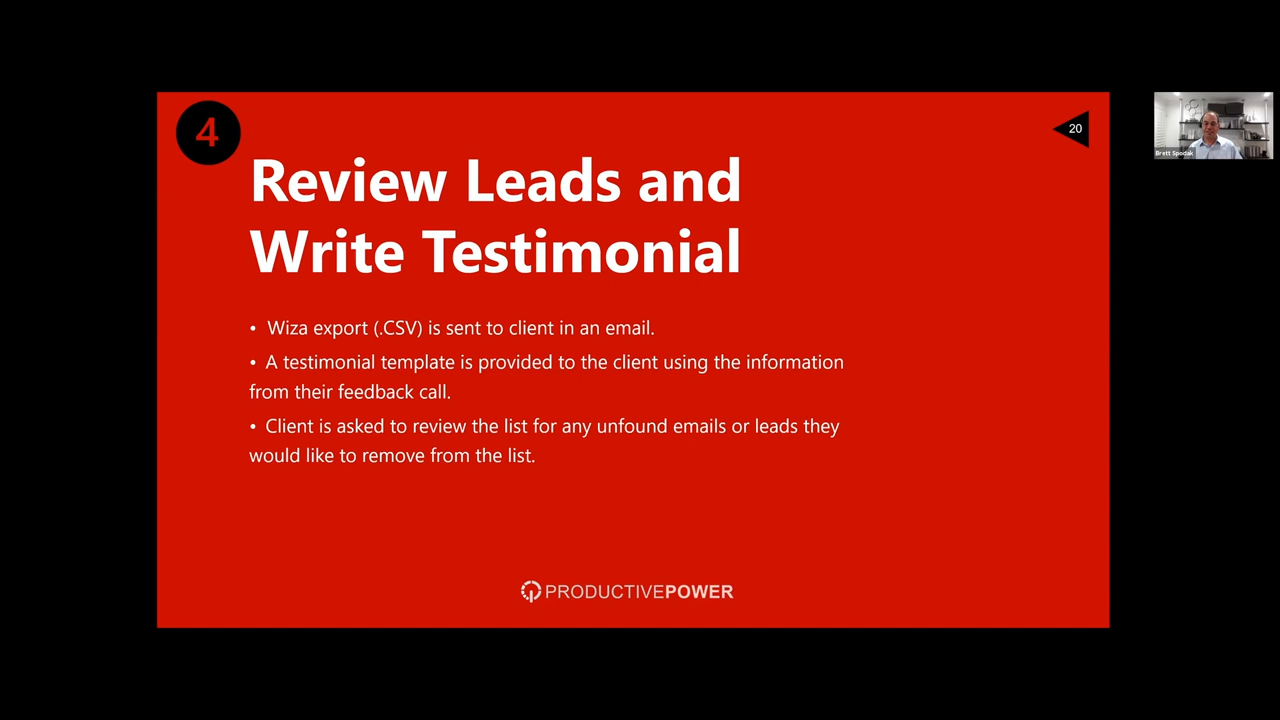 4
20
Review Leads and
Write Testimonial
• Wiza export (.CSV) is sent to client in an email.
• A testimonial template is provided to the client using the information
from their feedback call.
• Client is asked to review the list for any unfound emails or leads they
would like to remove from the list.
PRODUCTIVEPOWER
Brett Spodak